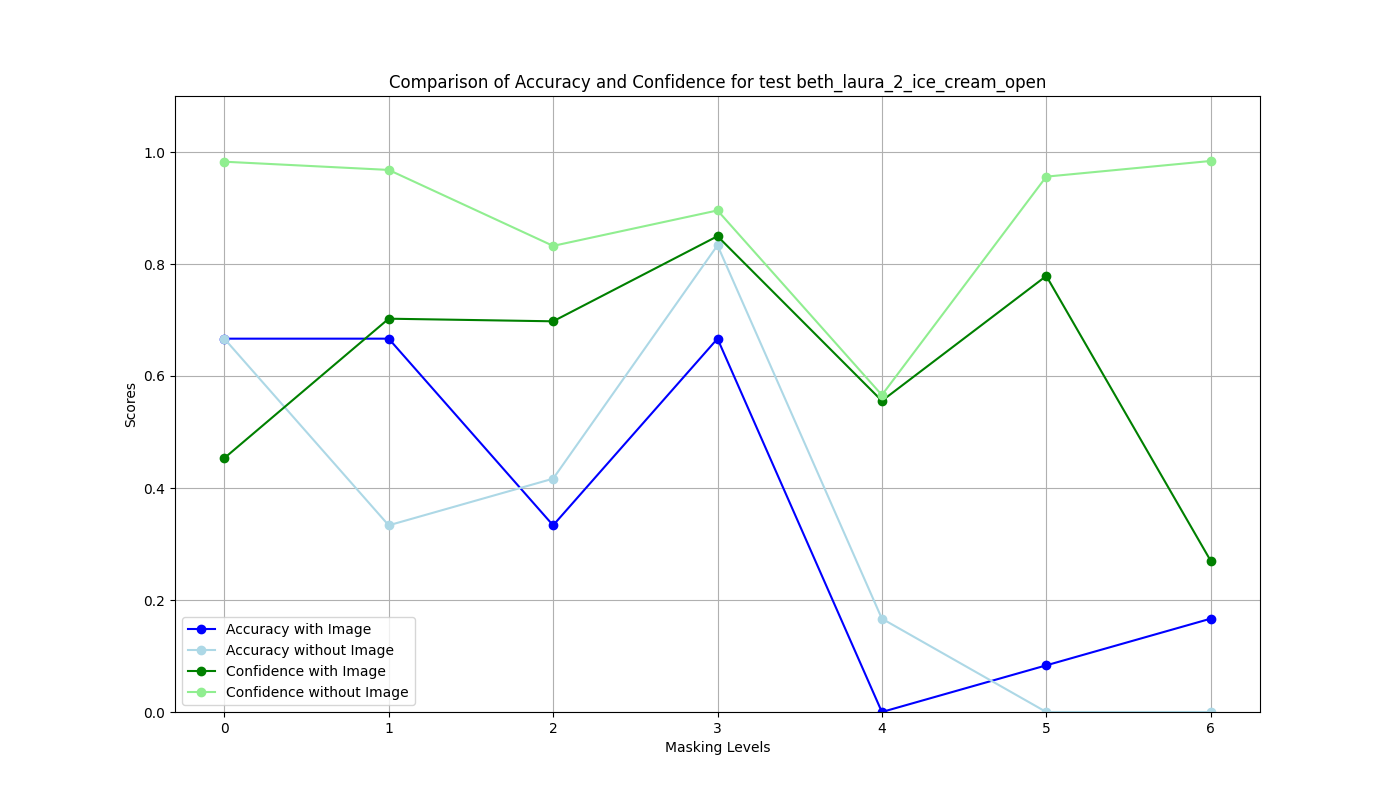 Comparison of Accuracy and Confidence for test beth_laura_2_ice_cream_open
Scores
1.0
0.8
0.6
0.4
0.2
0.0
Accuracy with Image
Accuracy without Image
Confidence with Image
Confidence without Image
0 1 2 3 4 5 6
Masking Levels